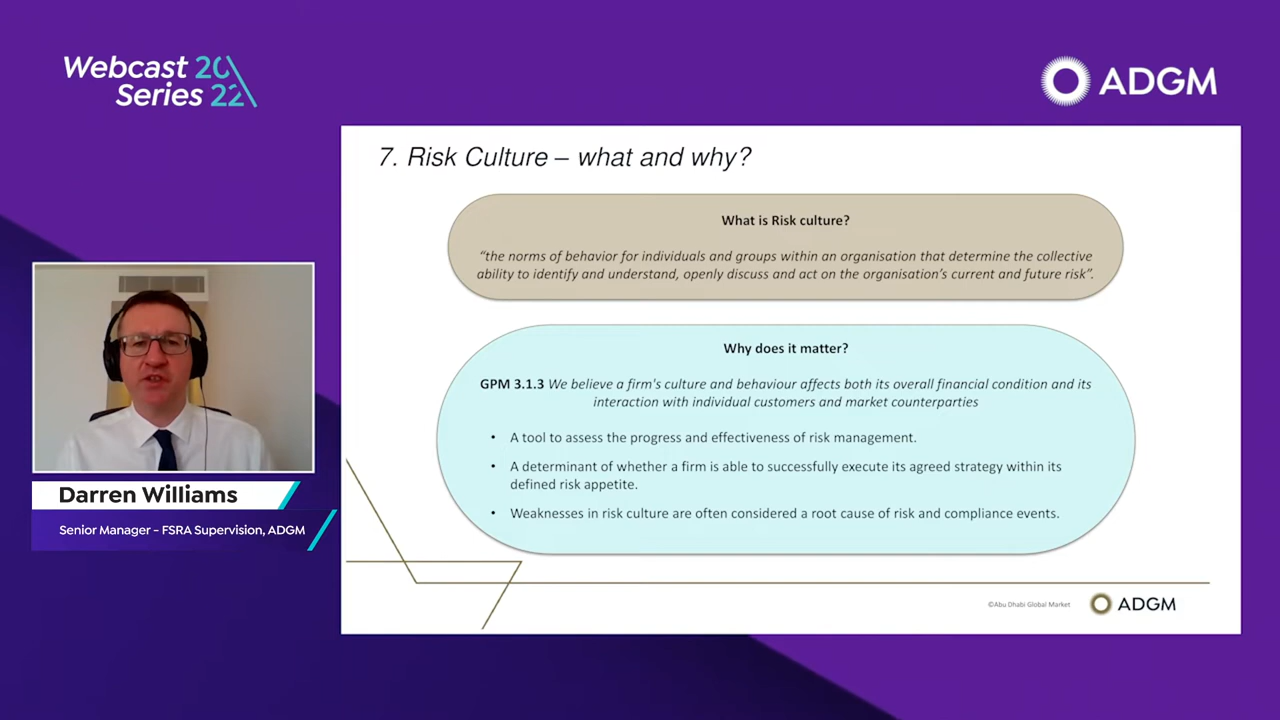 Webcast 20
Series 22
ADGM
7. Risk Culture – what and why?
What is Risk culture?
“the norms of behavior for individuals and groups within an organisation that determine the collective
ability to identify and understand, openly discuss and act on the organisation’s current and future risk”.
Why does it matter?
GPM 3.1.3 We believe a firm's culture and behaviour affects both its overall financial condition and its
interaction with individual customers and market counterparties
• A tool to assess the progress and effectiveness of risk management.
• A determinant of whether a firm is able to successfully execute its agreed strategy within its
defined risk appetite.
• Weaknesses in risk culture are often considered a root cause of risk and compliance events.
©Abu Dhabi Global Market
ADGM
Darren Williams
Senior Manager - FSRA Supervision, ADGM